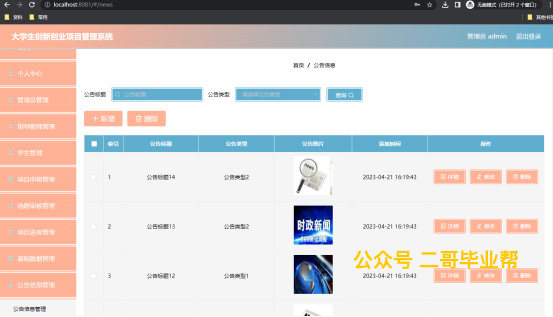 localhost:8081/#/news
无痕模式（已打开 2 个窗口）
资料 常用
其他书签
大学生创新创业项目管理系统
管理员 admin 退出登录
个人中心
管理员管理
指导教师管理
学生管理
项目申报管理
选题审核管理
项目进度管理
基础数据管理
公告信息管理
公告信息管理
首页 / 公告信息
公告标题 公告标题 公告类型 请选择公告类型 查询
新增 删除
索引 公告标题 公告类型 公告图片 添加时间 操作
1 公告标题14 公告类型2 2023-04-21 16:19:43 详情 修改 删除
2 公告标题13 公告类型2 时政新闻 2023-04-21 16:19:43 详情 修改 删除
3 公告标题12 公告类型1 2023-04-21 16:19:43 详情 修改 删除
公众号 二哥毕业帮